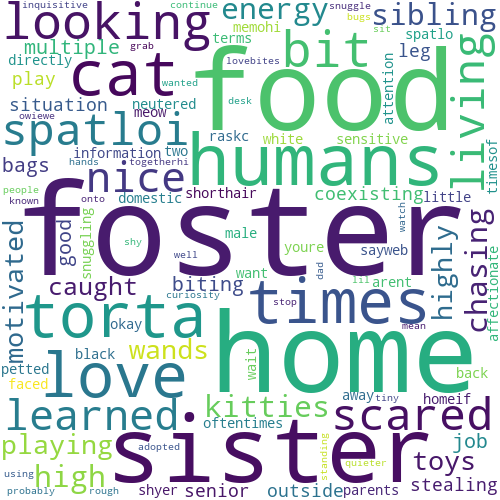 inquisitive continue snuggle
looking energy sibling
grab bugs sit
multiple terms memohi spatlo
directly cat bit leg
play lovebites wanted food attention living
situation neutered desk
owiewe meow
spatloi raskc white sensitive timesof
information two humans
hands togetherhi
bags nice
people shorthair coexisting
known onto domestic little
foster
good snuggling shy well male youre sayweb watch
motivated dad want highly chasing affectionate
caught biting lil arent
curiosity times
torta stop mean
okay wands wait back
black home
petted love
faced away tiny homeif
learned kitties scared
oftentimes
adopted job
playing sister standing toys
high quieter
using shyer senior outside parents stealing
probably rough